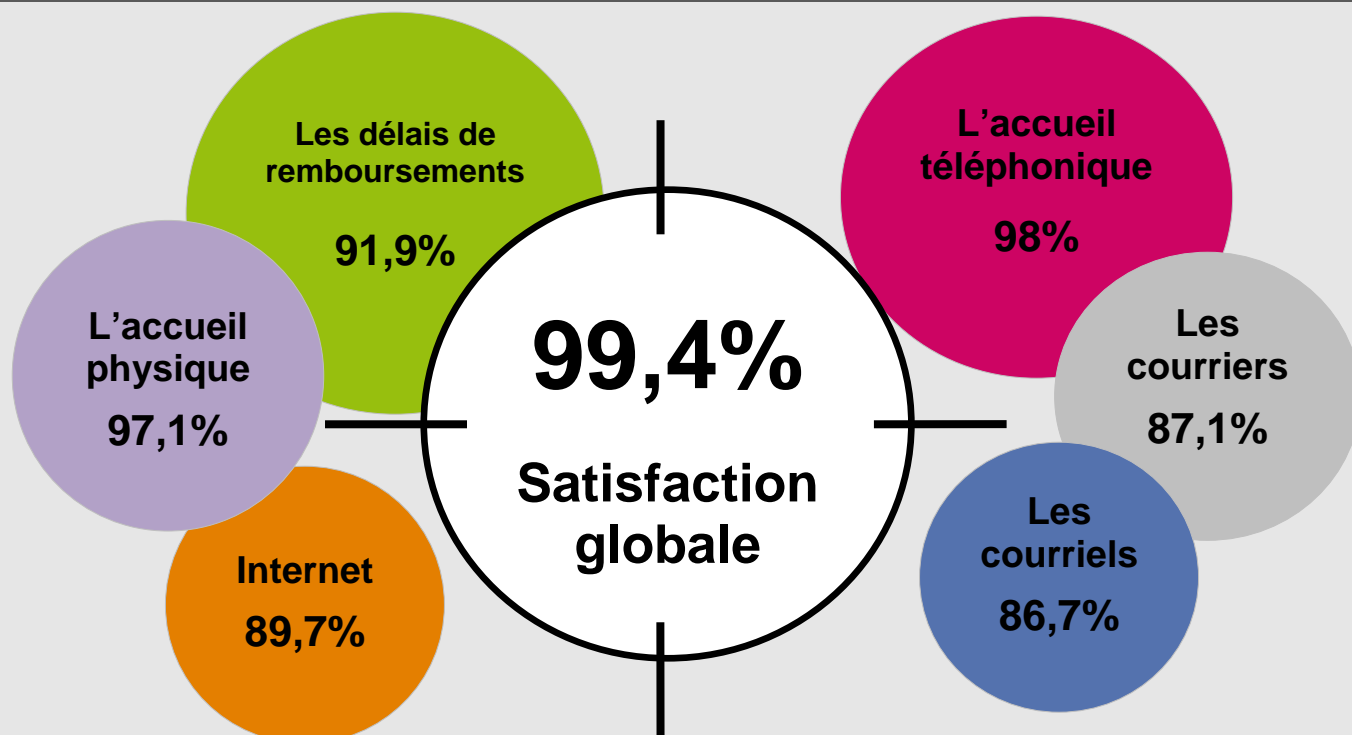 Les délais de
remboursements
91,9%
L’accueil
téléphonique
98%
L’accueil
physique
97,1%
99,4%
Satisfaction
globale
Les
courriers
87,1%
Internet
89,7%
Les
courriels
86,7%